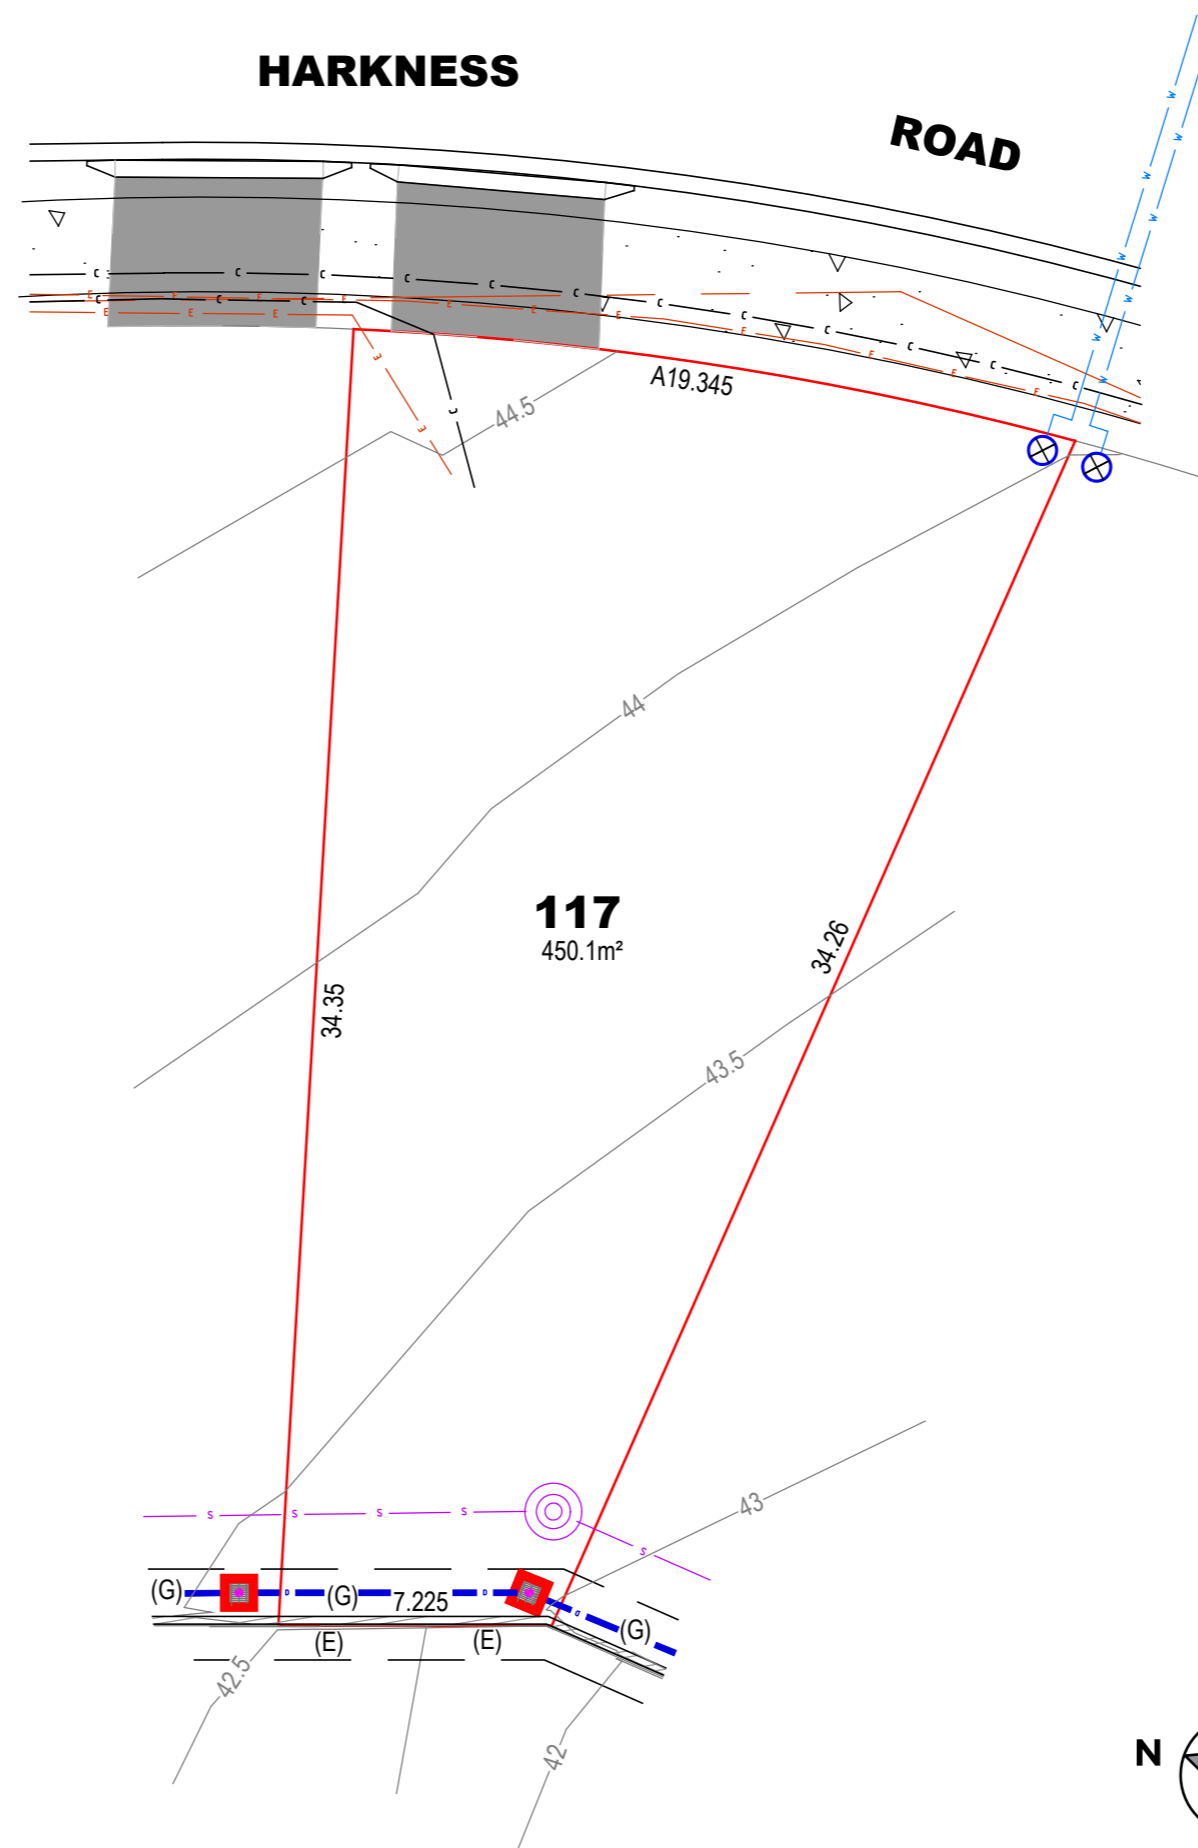 HARKNESS
ROAD
W W
W W
W W
W W
W W
C C C C C C C C C C C C
E E E E E E E E E
C C C
E E E
E
E
C
A19.345
44.5
44
117
450.1m²
34.26
34.35
43.5
43
S S S S
S
(G) D (G) 7.225 D
D (G)
(E) (E)
42.5
42
N